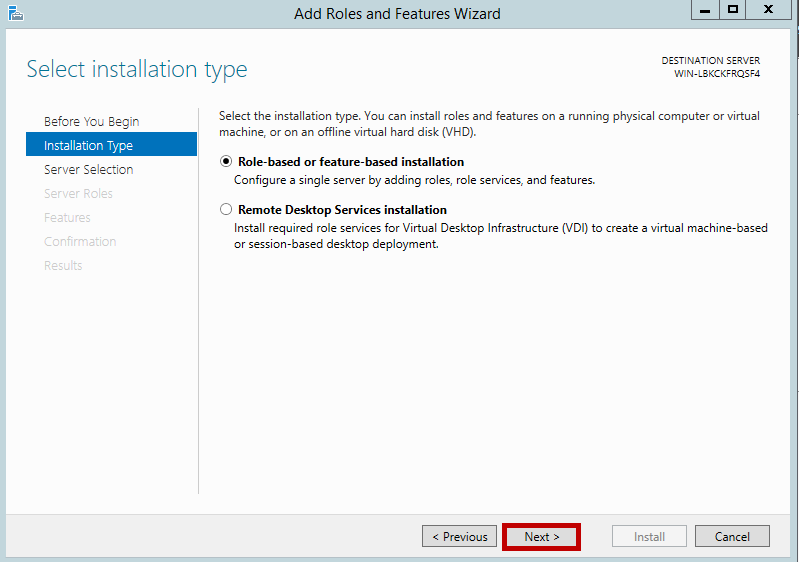 Add Roles and Features Wizard
Select installation type
DESTINATION SERVER
WIN-LBKCKFRQSF4
Before You Begin
Installation Type
Server Selection
Server Roles
Features
Confirmation
Results
Select the installation type. You can install roles and features on a running physical computer or virtual
machine, or on an offline virtual hard disk (VHD).
Role-based or feature-based installation
Configure a single server by adding roles, role services, and features.
Remote Desktop Services installation
Install required role services for Virtual Desktop Infrastructure (VDI) to create a virtual machine-based
or session-based desktop deployment.
< Previous
Next >
Install
Cancel